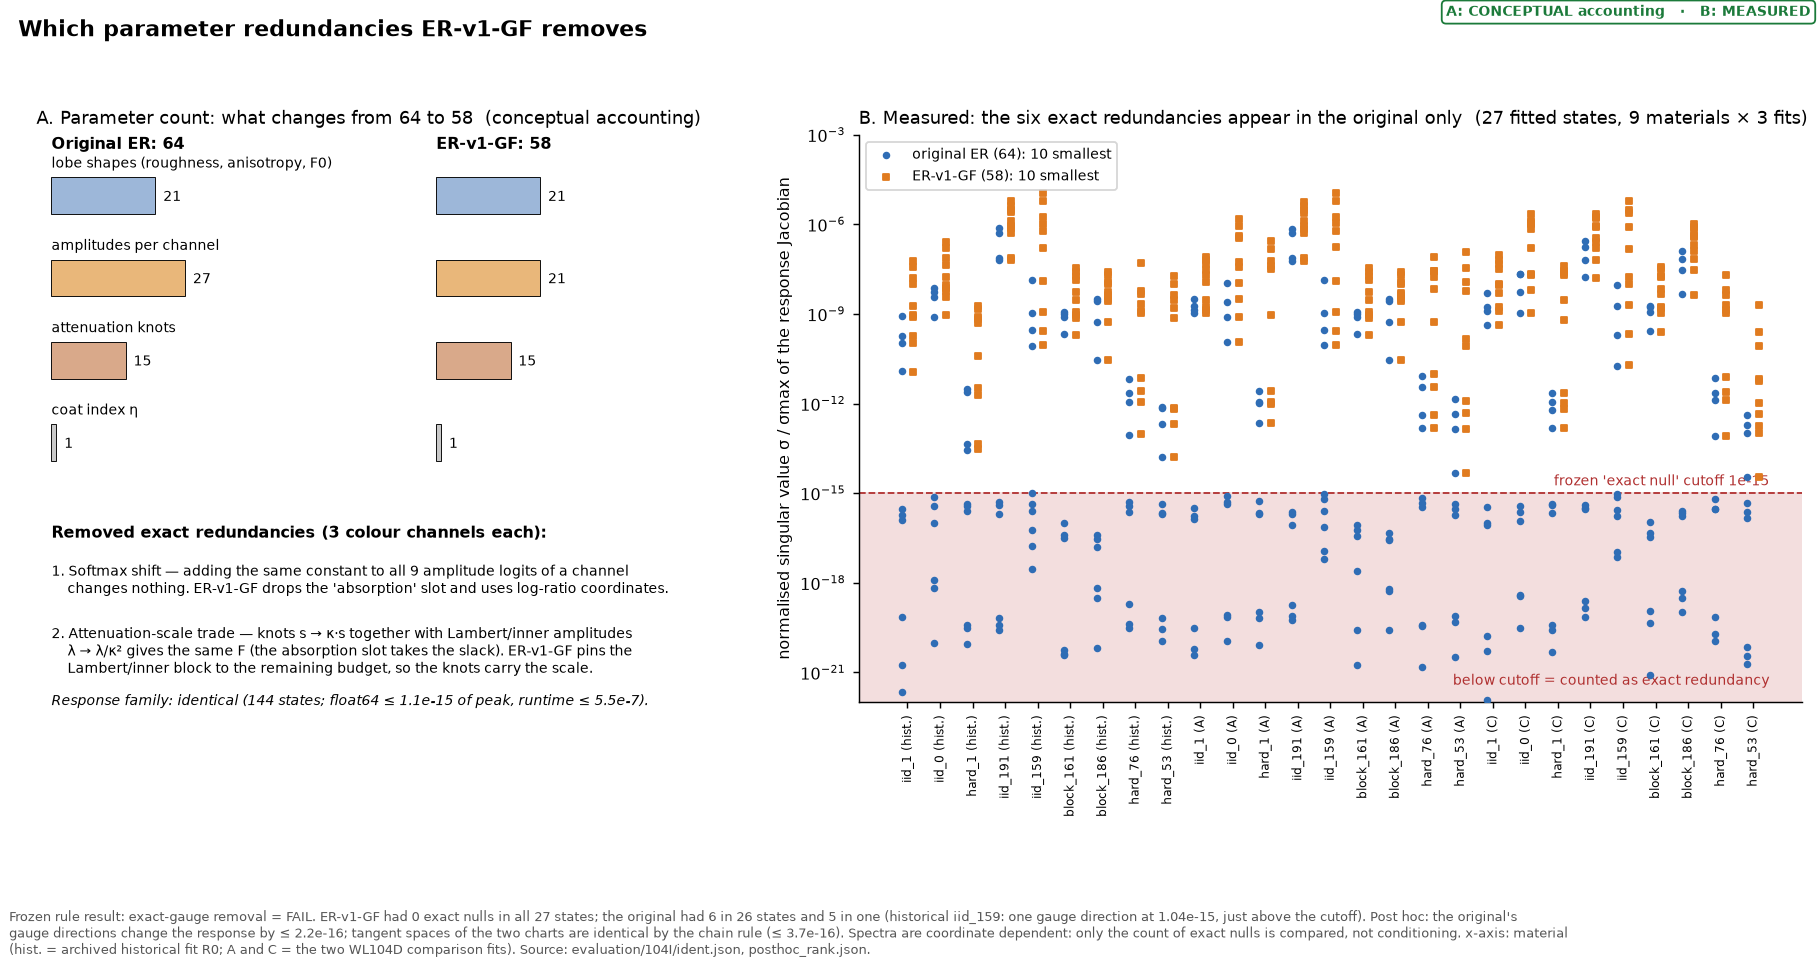 Which parameter redundancies ER-v1-GF removes
A: CONCEPTUAL accounting · B: MEASURED
A. Parameter count: what changes from 64 to 58 (conceptual accounting)
Original ER: 64
ER-v1-GF: 58
lobe shapes (roughness, anisotropy, F0)
21
21
amplitudes per channel
27
21
attenuation knots
15
15
coat index η
1
1
Removed exact redundancies (3 colour channels each):
1. Softmax shift — adding the same constant to all 9 amplitude logits of a channel
changes nothing. ER-v1-GF drops the 'absorption' slot and uses log-ratio coordinates.
2. Attenuation-scale trade — knots s → κ·s together with Lambert/inner amplitudes
λ → λ/κ² gives the same F (the absorption slot takes the slack). ER-v1-GF pins the
Lambert/inner block to the remaining budget, so the knots carry the scale.
Response family: identical (144 states; float64 ≤ 1.1e-15 of peak, runtime ≤ 5.5e-7).
B. Measured: the six exact redundancies appear in the original only (27 fitted states, 9 materials × 3 fits)
original ER (64): 10 smallest
ER-v1-GF (58): 10 smallest
normalised singular value σ / σmax of the response Jacobian
10⁻³
10⁻⁶
10⁻⁹
10⁻¹²
10⁻¹⁵
10⁻¹⁸
10⁻²¹
frozen 'exact null' cutoff 1e-15
below cutoff = counted as exact redundancy
iid_1 (hist.)
iid_0 (hist.)
hard_1 (hist.)
iid_191 (hist.)
iid_159 (hist.)
block_161 (hist.)
block_186 (hist.)
hard_76 (hist.)
hard_53 (hist.)
iid_1 (A)
iid_0 (A)
hard_1 (A)
iid_191 (A)
iid_159 (A)
block_161 (A)
block_186 (A)
hard_76 (A)
hard_53 (A)
iid_1 (C)
iid_0 (C)
hard_1 (C)
iid_191 (C)
iid_159 (C)
block_161 (C)
block_186 (C)
hard_76 (C)
hard_53 (C)
Frozen rule result: exact-gauge removal = FAIL. ER-v1-GF had 0 exact nulls in all 27 states; the original had 6 in 26 states and 5 in one (historical iid_159: one gauge direction at 1.04e-15, just above the cutoff). Post hoc: the original's
gauge directions change the response by ≤ 2.2e-16; tangent spaces of the two charts are identical by the chain rule (≤ 3.7e-16). Spectra are coordinate dependent: only the count of exact nulls is compared, not conditioning. x-axis: material
(hist. = archived historical fit R0; A and C = the two WL104D comparison fits). Source: evaluation/104I/ident.json, posthoc_rank.json.